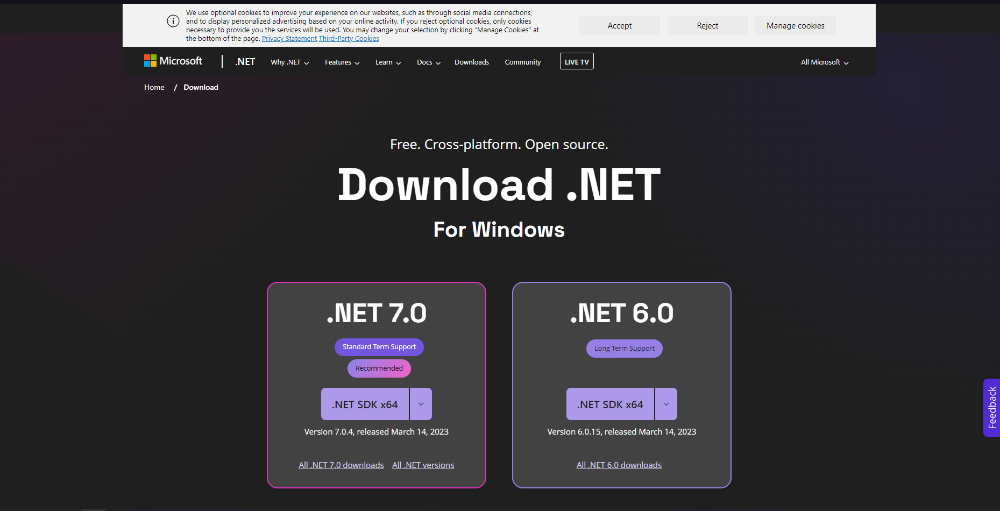 We use optional cookies to improve your experience on our websites, such as through social media connections,
and to display personalized advertising based on your online activity. If you reject optional cookies, only cookies
necessary to provide you the services will be used. You may change your selection by clicking “Manage Cookies” at
the bottom of the page. Privacy Statement Third-Party Cookies
Accept
Reject
Manage cookies
Microsoft
.NET
Why .NET
Features
Learn
Docs
Downloads
Community
LIVE TV
All Microsoft
Home / Download
Free. Cross-platform. Open source.
Download .NET
For Windows
.NET 7.0
Standard Term Support
Recommended
.NET SDK x64
Version 7.0.4, released March 14, 2023
All .NET 7.0 downloads
All .NET versions
.NET 6.0
Long Term Support
.NET SDK x64
Version 6.0.15, released March 14, 2023
All .NET 6.0 downloads
Feedback